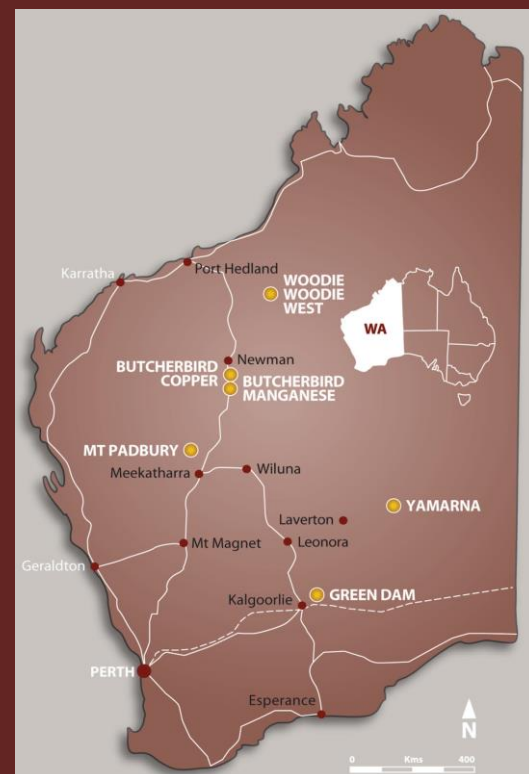 Karratha
Port Hedland
WOODIE
WOODIE
WEST
WA
Newman
BUTCHERBIRD
COPPER
BUTCHERBIRD
MANGANESE
MT PADBURY
Meekatharra
Wiluna
YAMARNA
Laverton
Leonora
Mt Magnet
Geraldton
GREEN DAM
Kalgoorlie
PERTH
Esperance
N
0 Kms 400